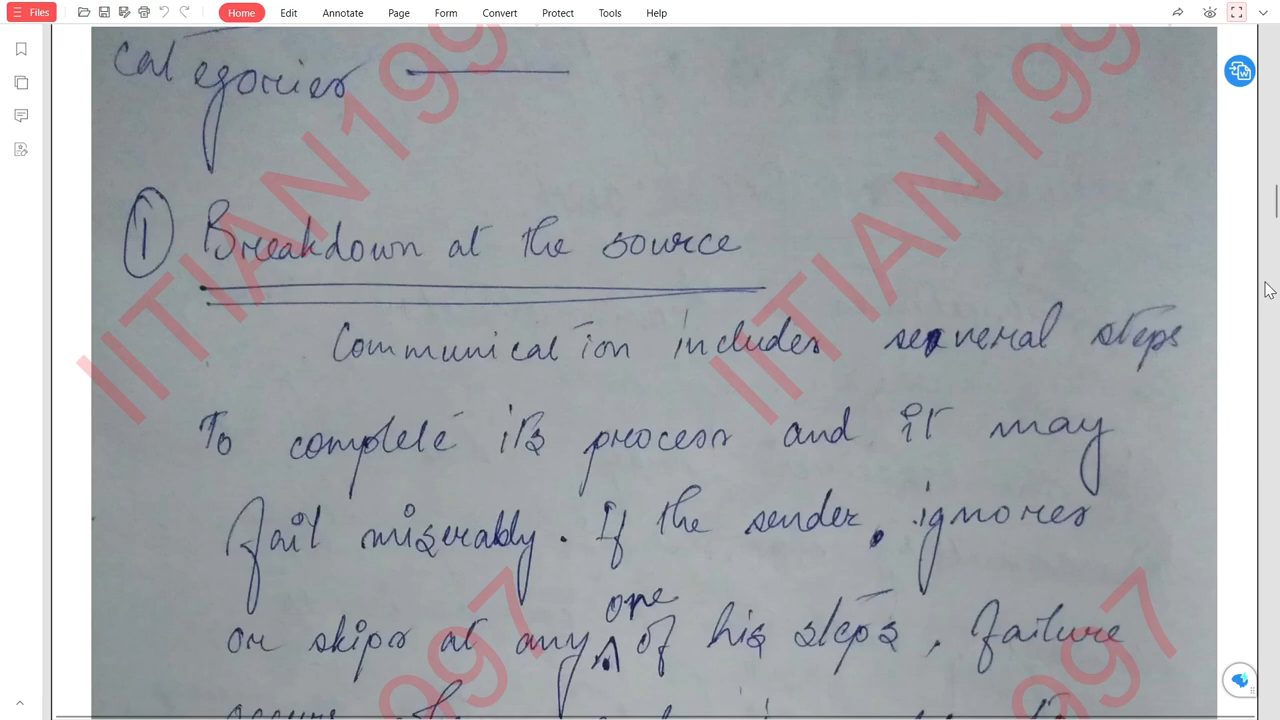 Files
Home Edit Annotate Page Form Convert Protect Tools Help
categories
① Breakdown at the source
Communication includes several steps
To complete its process and it may
fail miserably. If the sender, ignores
or skips at any one of his steps, failure
IITIAN1997